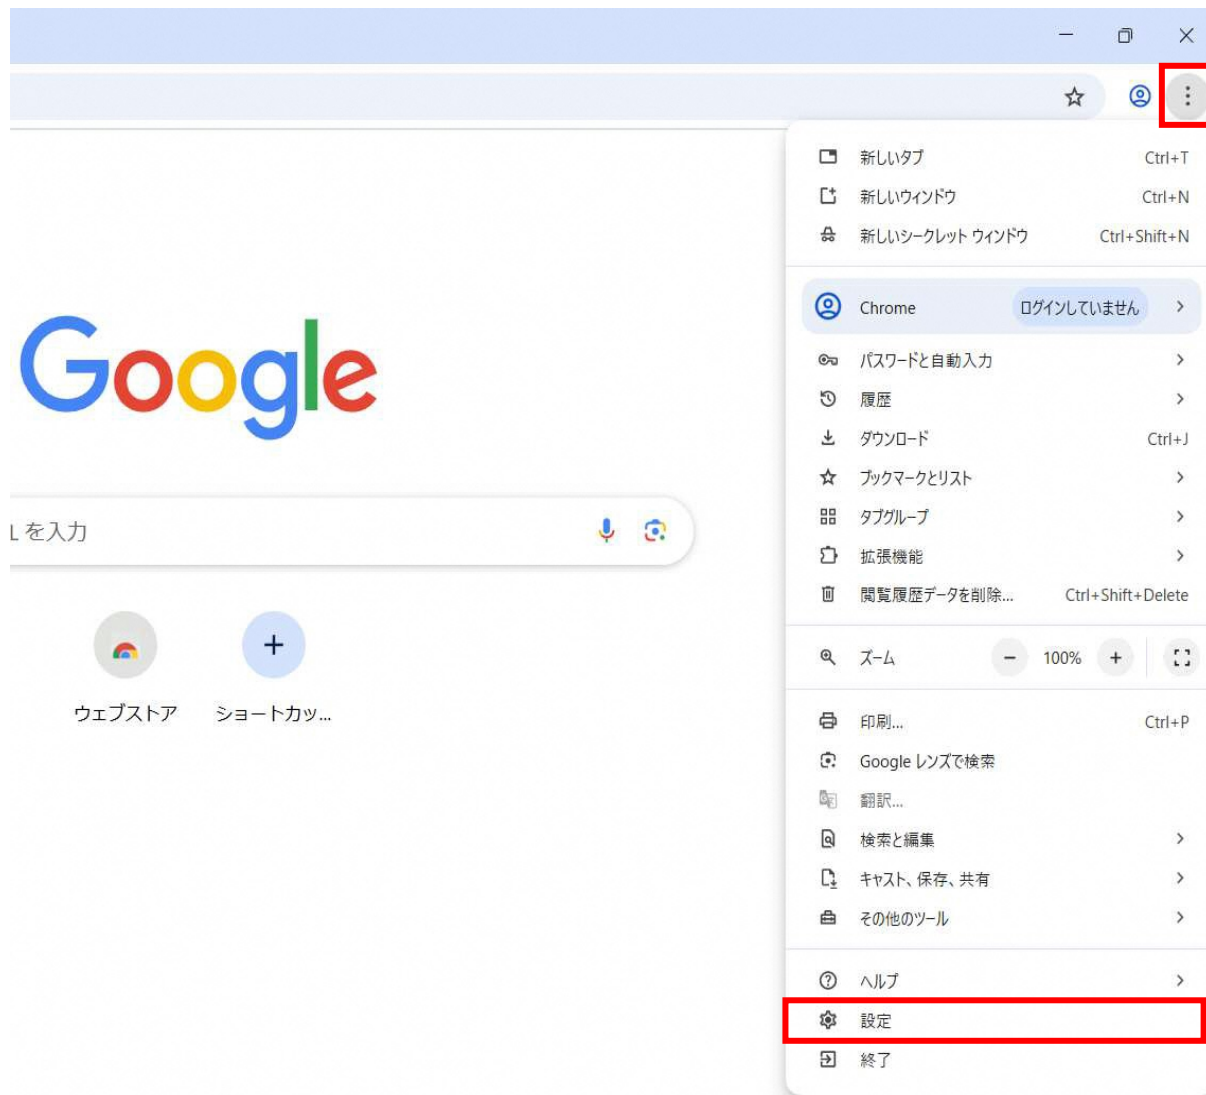 新しいタブ Ctrl+T
新しいウィンドウ Ctrl+N
新しいシークレット ウィンドウ Ctrl+Shift+N
Chrome ログインしていません
パスワードと自動入力
履歴
ダウンロード Ctrl+J
ブックマークとリスト
タブグループ
拡張機能
閲覧履歴データを削除... Ctrl+Shift+Delete
ズーム - 100% +
印刷... Ctrl+P
Google レンズで検索
翻訳...
検索と編集
キャスト、保存、共有
その他のツール
ヘルプ
設定
終了
Google
L を入力
ウェブストア ショートカッ...